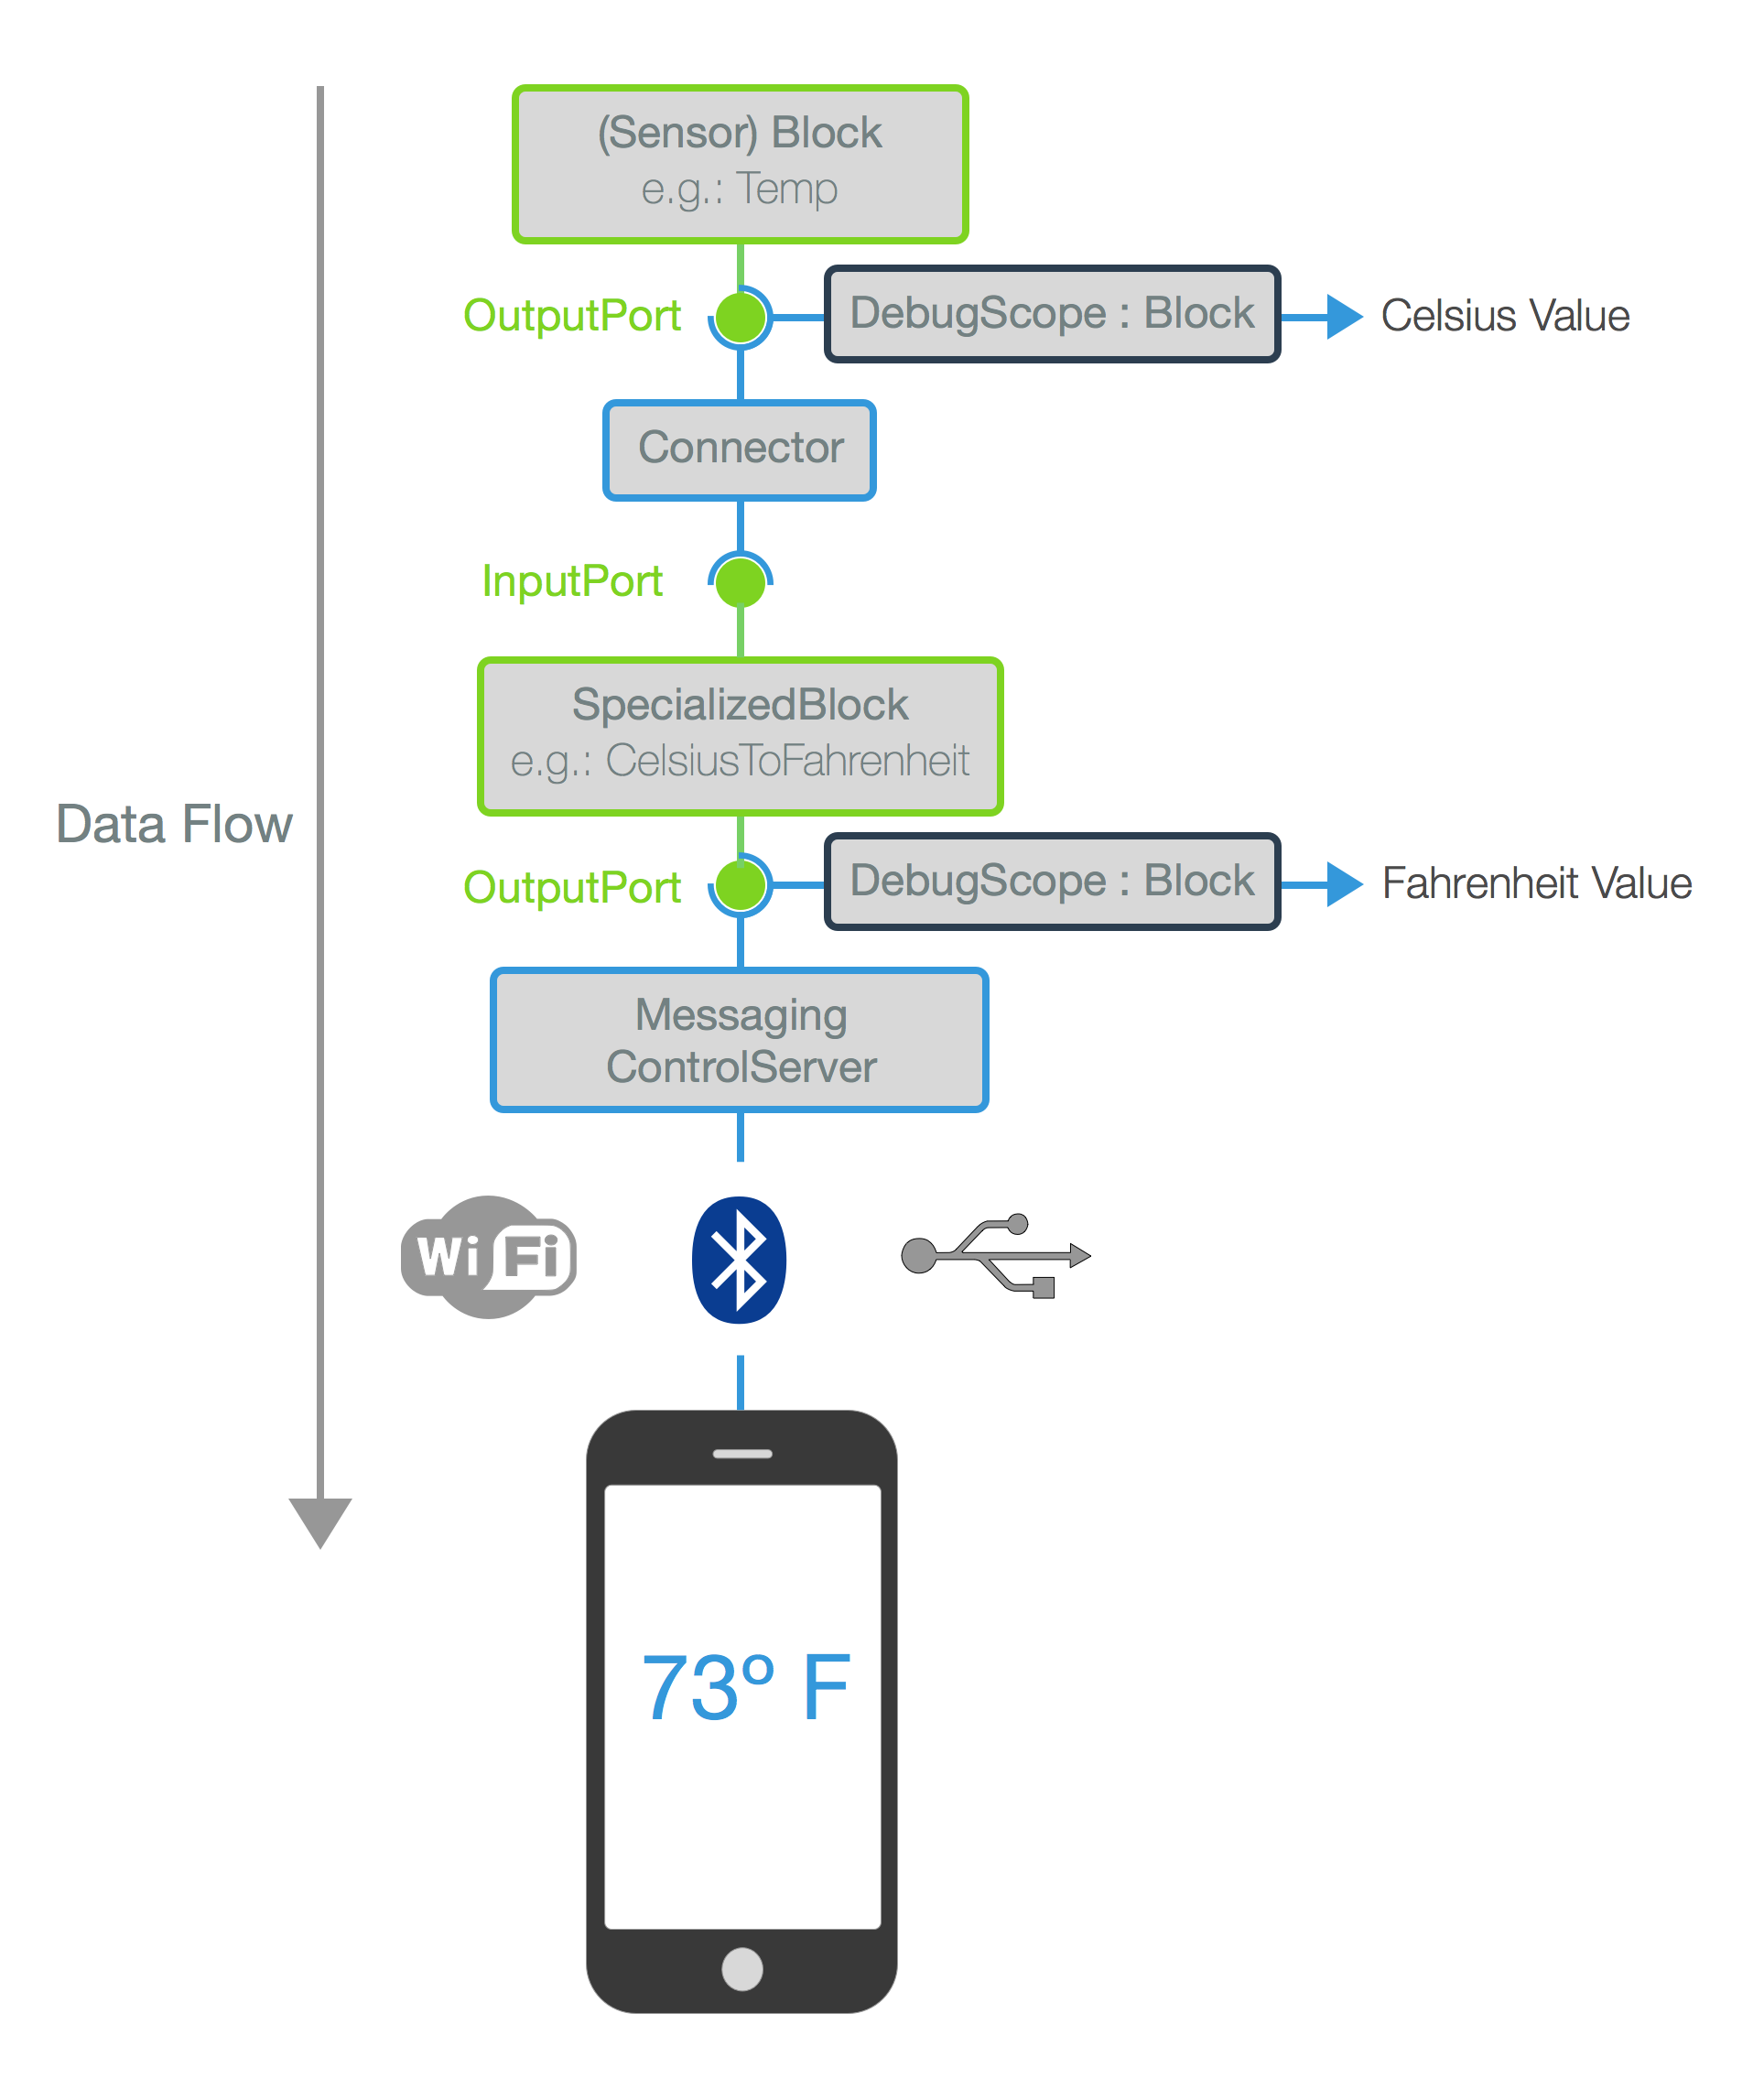 (Sensor) Block
e.g.: Temp
OutputPort
DebugScope : Block
Celsius Value
Connector
InputPort
SpecializedBlock
e.g.: CelsiusToFahrenheit
Data Flow
OutputPort
DebugScope : Block
Fahrenheit Value
Messaging
ControlServer
Wi Fi
73º F